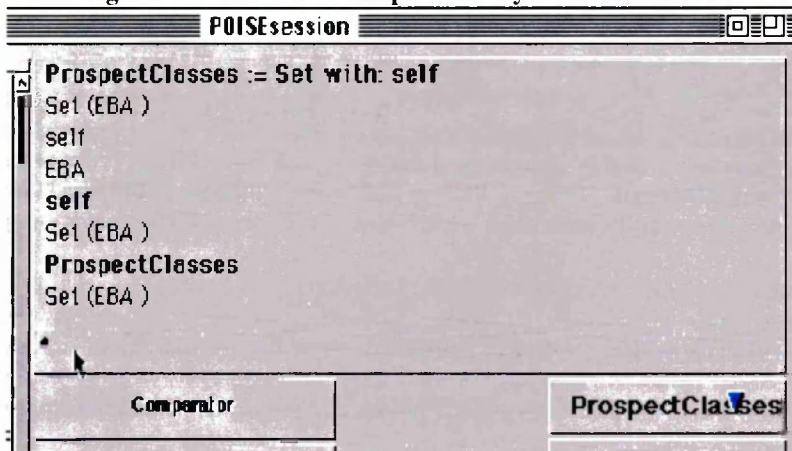 POISEsession
ProspectClasses := Set with: self
Set (EBA )
self
EBA
self
Set (EBA )
ProspectClasses
Set (EBA )
Comparator
ProspectClasses